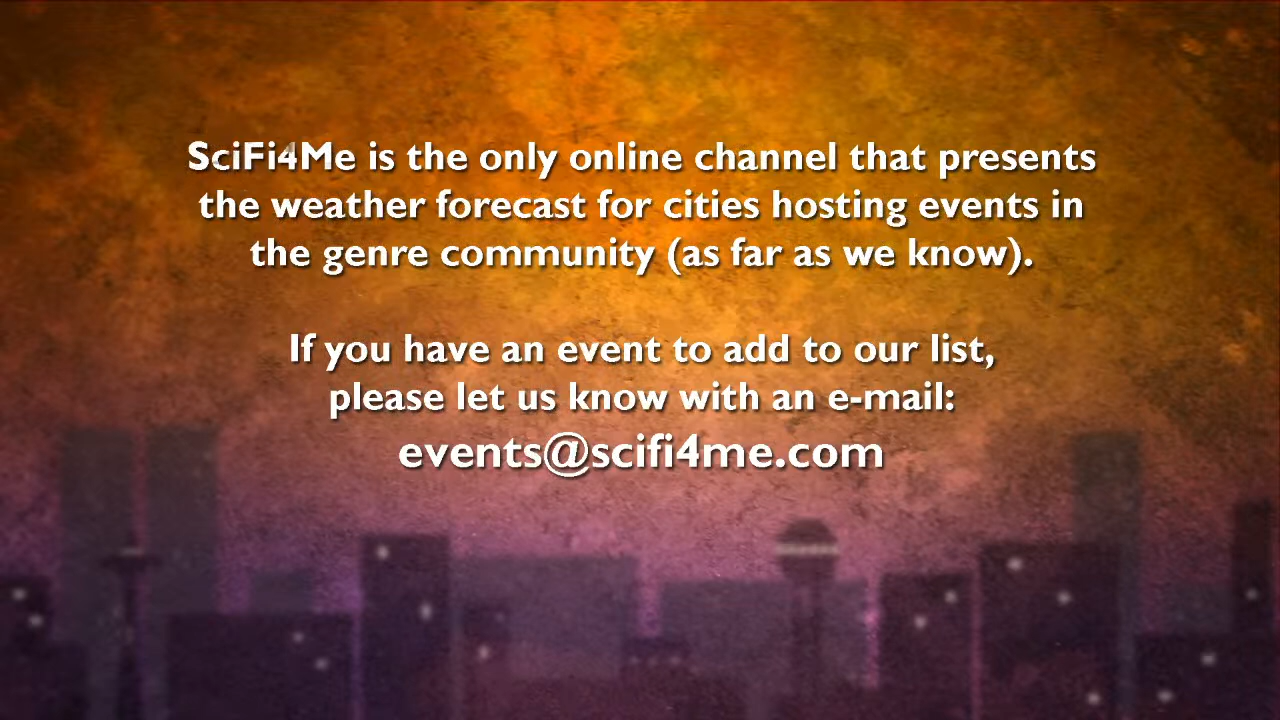 SciFi4Me is the only online channel that presents
the weather forecast for cities hosting events in
the genre community (as far as we know).
If you have an event to add to our list,
please let us know with an e-mail:
events@scifi4me.com